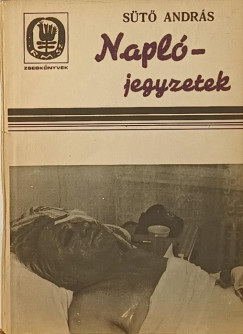 SÜTŐ ANDRÁS
Napló-
jegyzetek
ZSEBKÖNYVEK